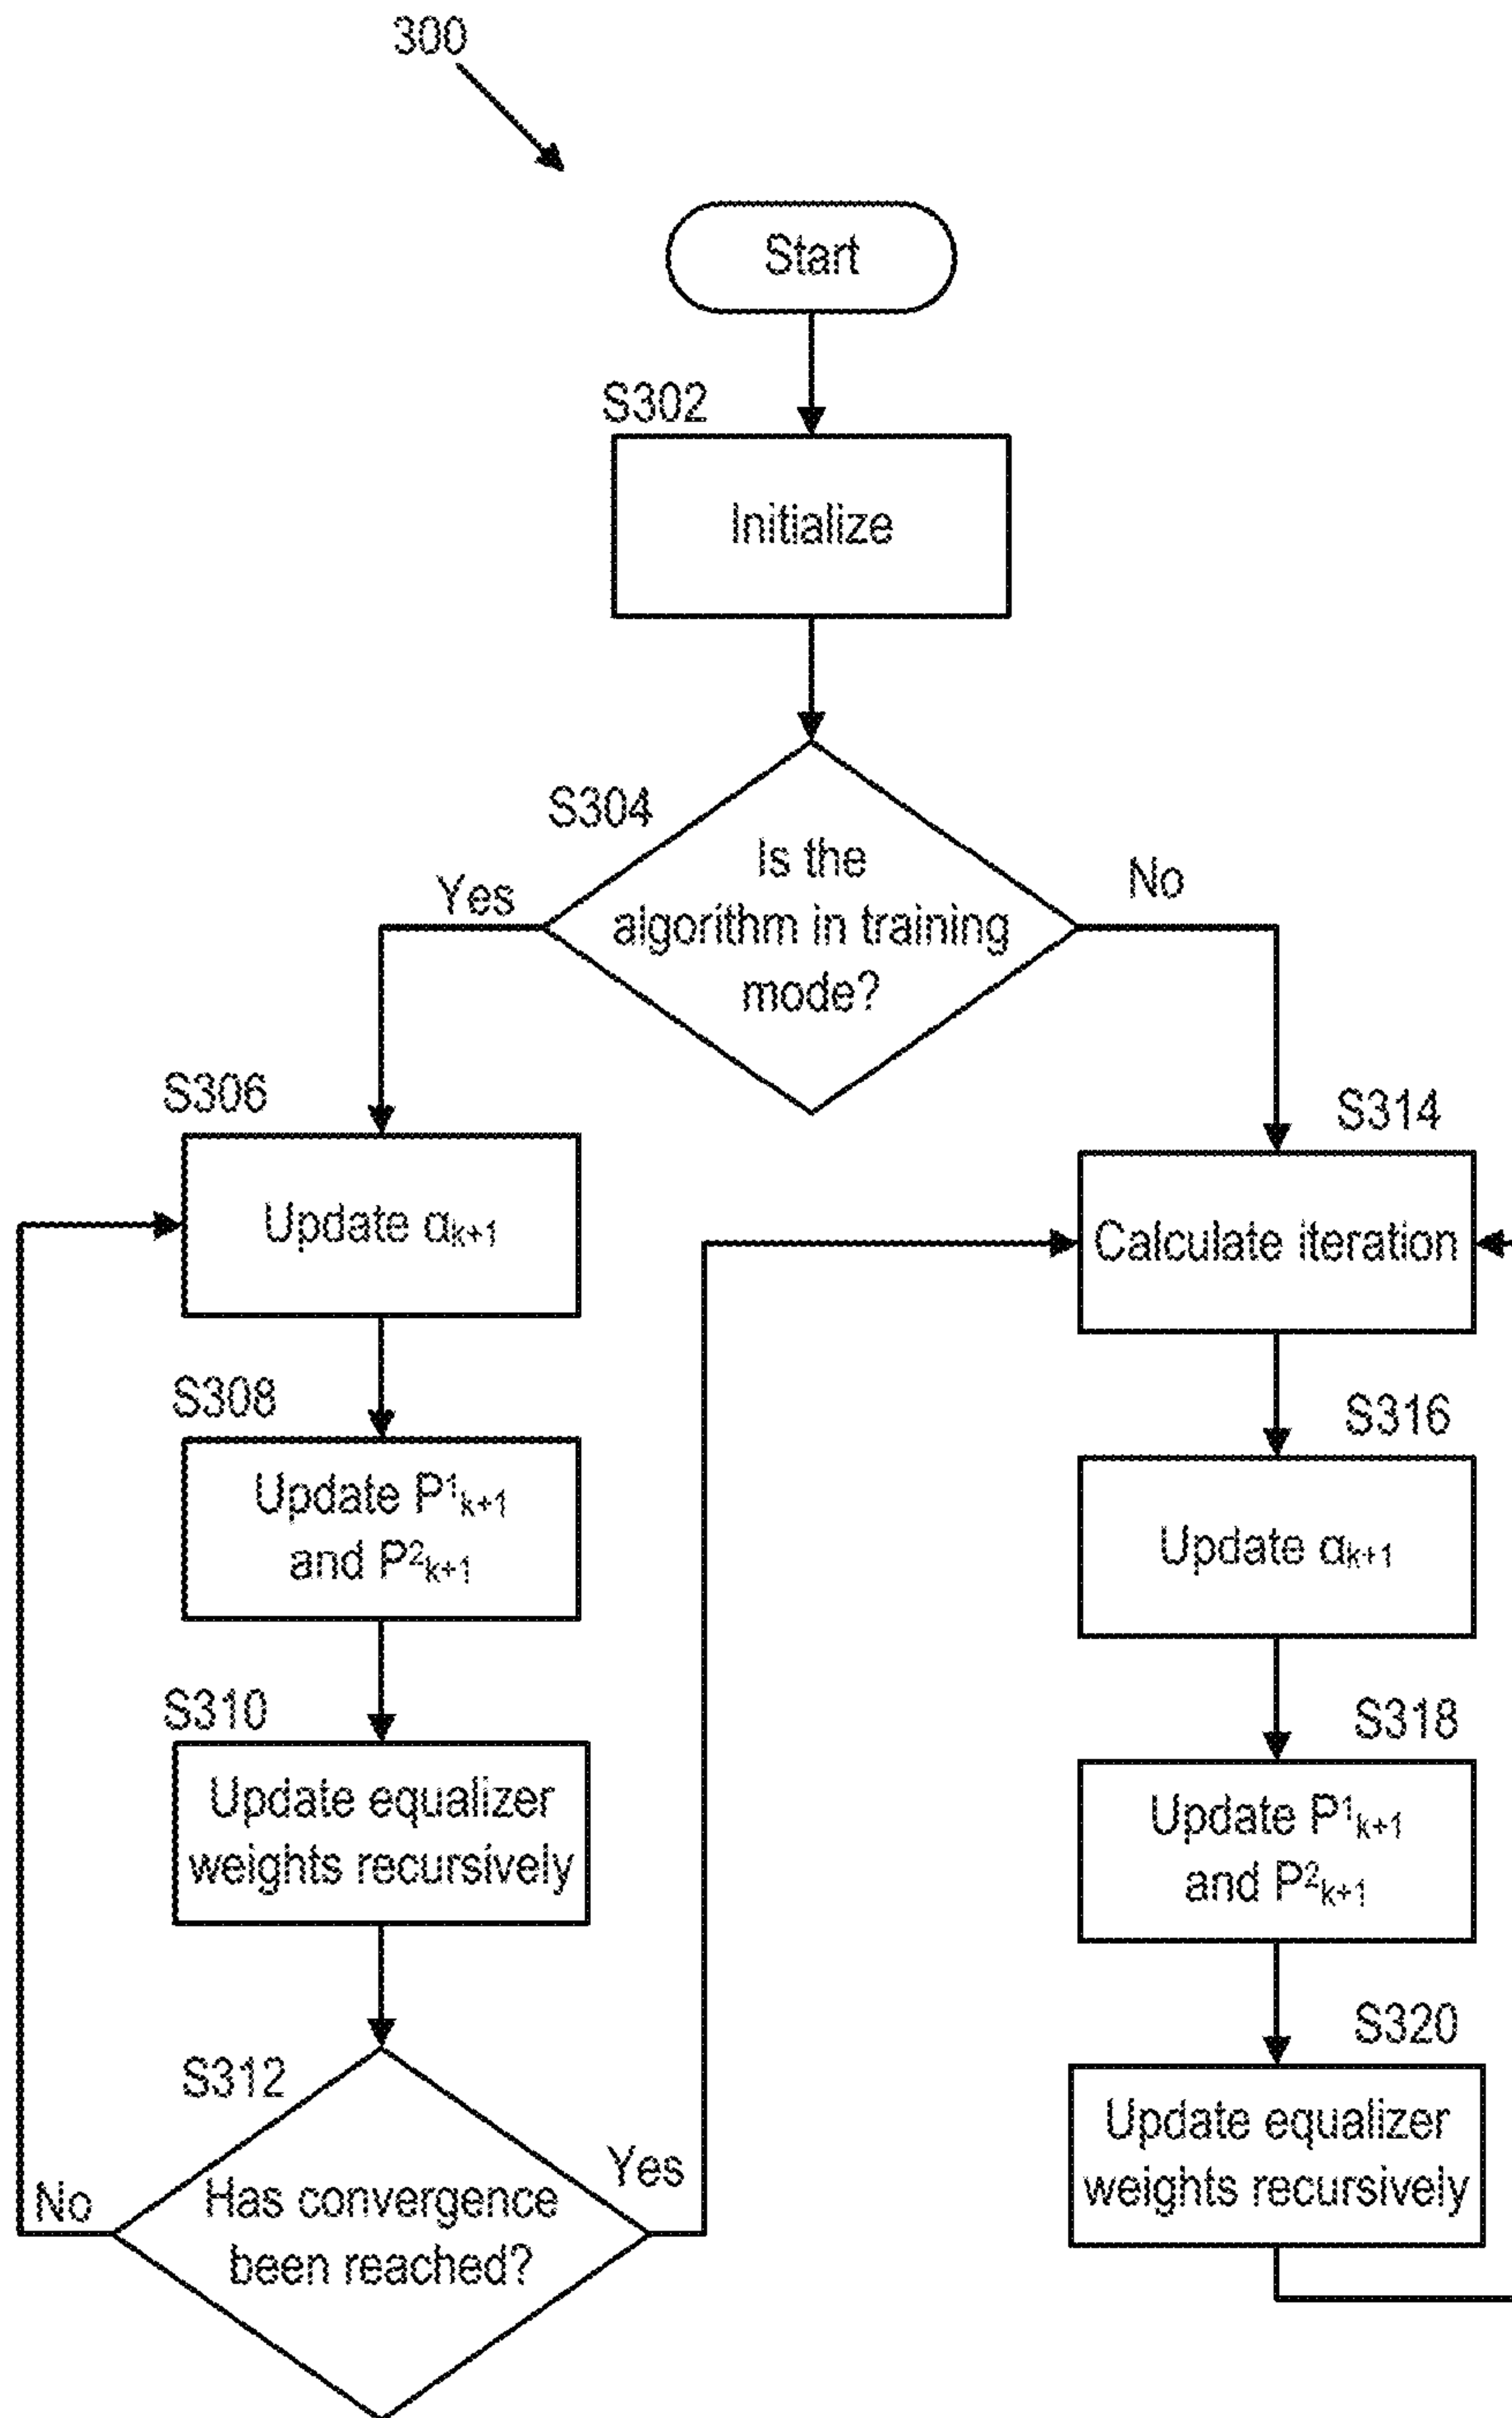 300
Start
S302
Initialize
S304
Is the
algorithm in training
mode?
Yes
No
S306
Update αₖ₊₁
S308
Update P¹ₖ₊₁
and P²ₖ₊₁
S310
Update equalizer
weights recursively
S312
Has convergence
been reached?
No
Yes
S314
Calculate iteration
S316
Update αₖ₊₁
S318
Update P¹ₖ₊₁
and P²ₖ₊₁
S320
Update equalizer
weights recursively